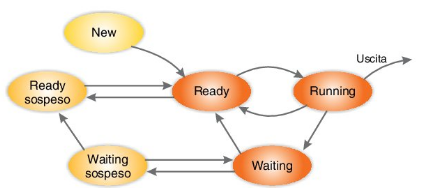 New
Uscita
Ready
sospeso
Ready
Running
Waiting
sospeso
Waiting